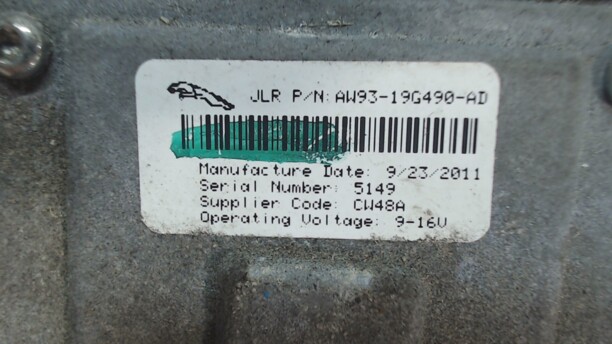 JLR P/N: AW93-19G490-AD
Manufacture Date: 9/23/2011
Serial Number: 5149
Supplier Code: CW48A
Operating Voltage: 9-16V